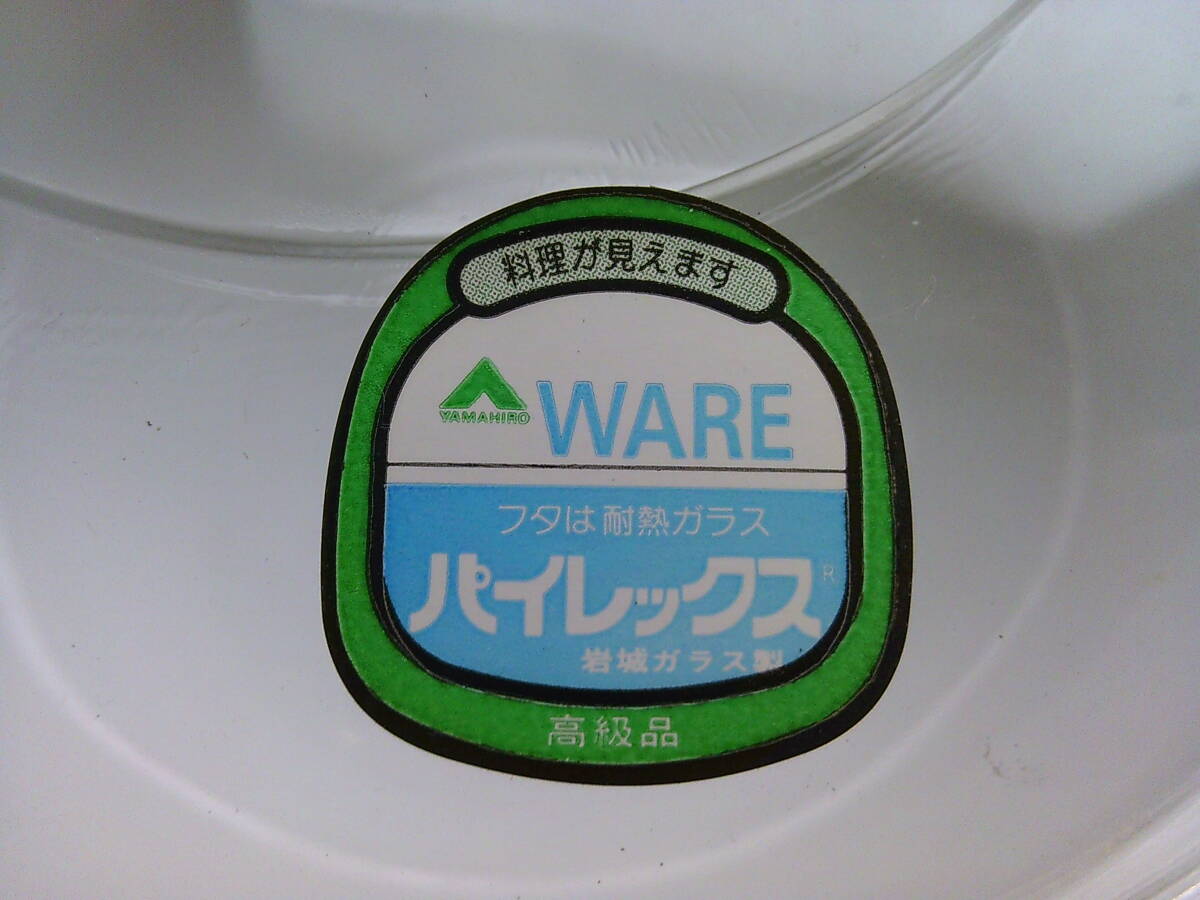 料理が見えます
YAMAHIRO
WARE
フタは耐熱ガラス
パイレックス®
岩城ガラス製
高級品